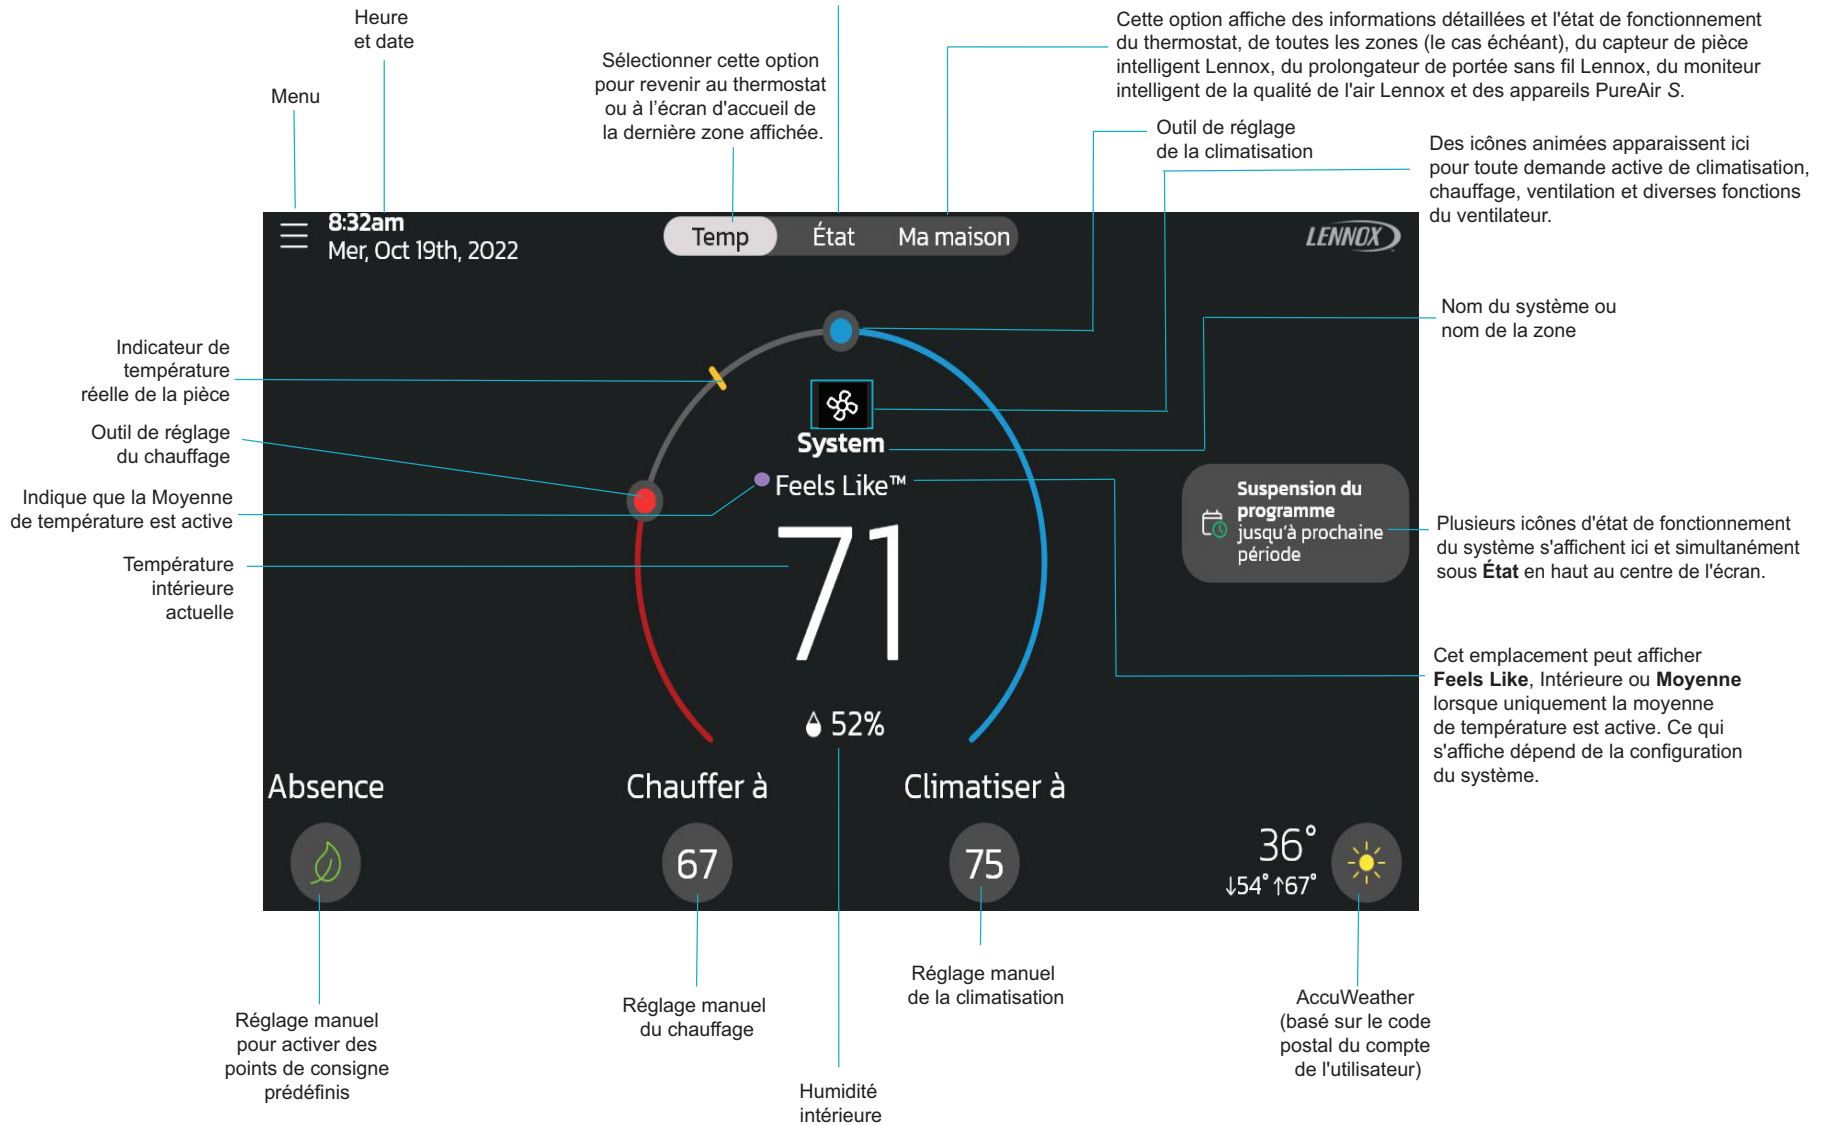 Heure
et date
Cette option affiche des informations détaillées et l'état de fonctionnement
du thermostat, de toutes les zones (le cas échéant), du capteur de pièce
intelligent Lennox, du prolongateur de portée sans fil Lennox, du moniteur
intelligent de la qualité de l'air Lennox et des appareils PureAir S.
Sélectionner cette option
pour revenir au thermostat
ou à l’écran d'accueil de
la dernière zone affichée.
Menu
Outil de réglage
de la climatisation
Des icônes animées apparaissent ici
pour toute demande active de climatisation,
chauffage, ventilation et diverses fonctions
du ventilateur.
8:32am
Mer, Oct 19th, 2022
Temp
État
Ma maison
LENNOX
Nom du système ou
nom de la zone
Indicateur de
température
réelle de la pièce
Outil de réglage
du chauffage
System
Indique que la Moyenne
de température est active
Feels Like™
Suspension du
programme
jusqu'à prochaine
période
Plusieurs icônes d'état de fonctionnement
du système s'affichent ici et simultanément
sous État en haut au centre de l'écran.
Température
intérieure
actuelle
71
Cet emplacement peut afficher
Feels Like, Intérieure ou Moyenne
lorsque uniquement la moyenne
de température est active. Ce qui
s'affiche dépend de la configuration
du système.
52%
Absence
Chauffer à
Climatiser à
67
75
36°
↓54° ↑67°
Réglage manuel
pour activer des
points de consigne
prédéfinis
Réglage manuel
du chauffage
Réglage manuel
de la climatisation
AccuWeather
(basé sur le code
postal du compte
de l'utilisateur)
Humidité
intérieure